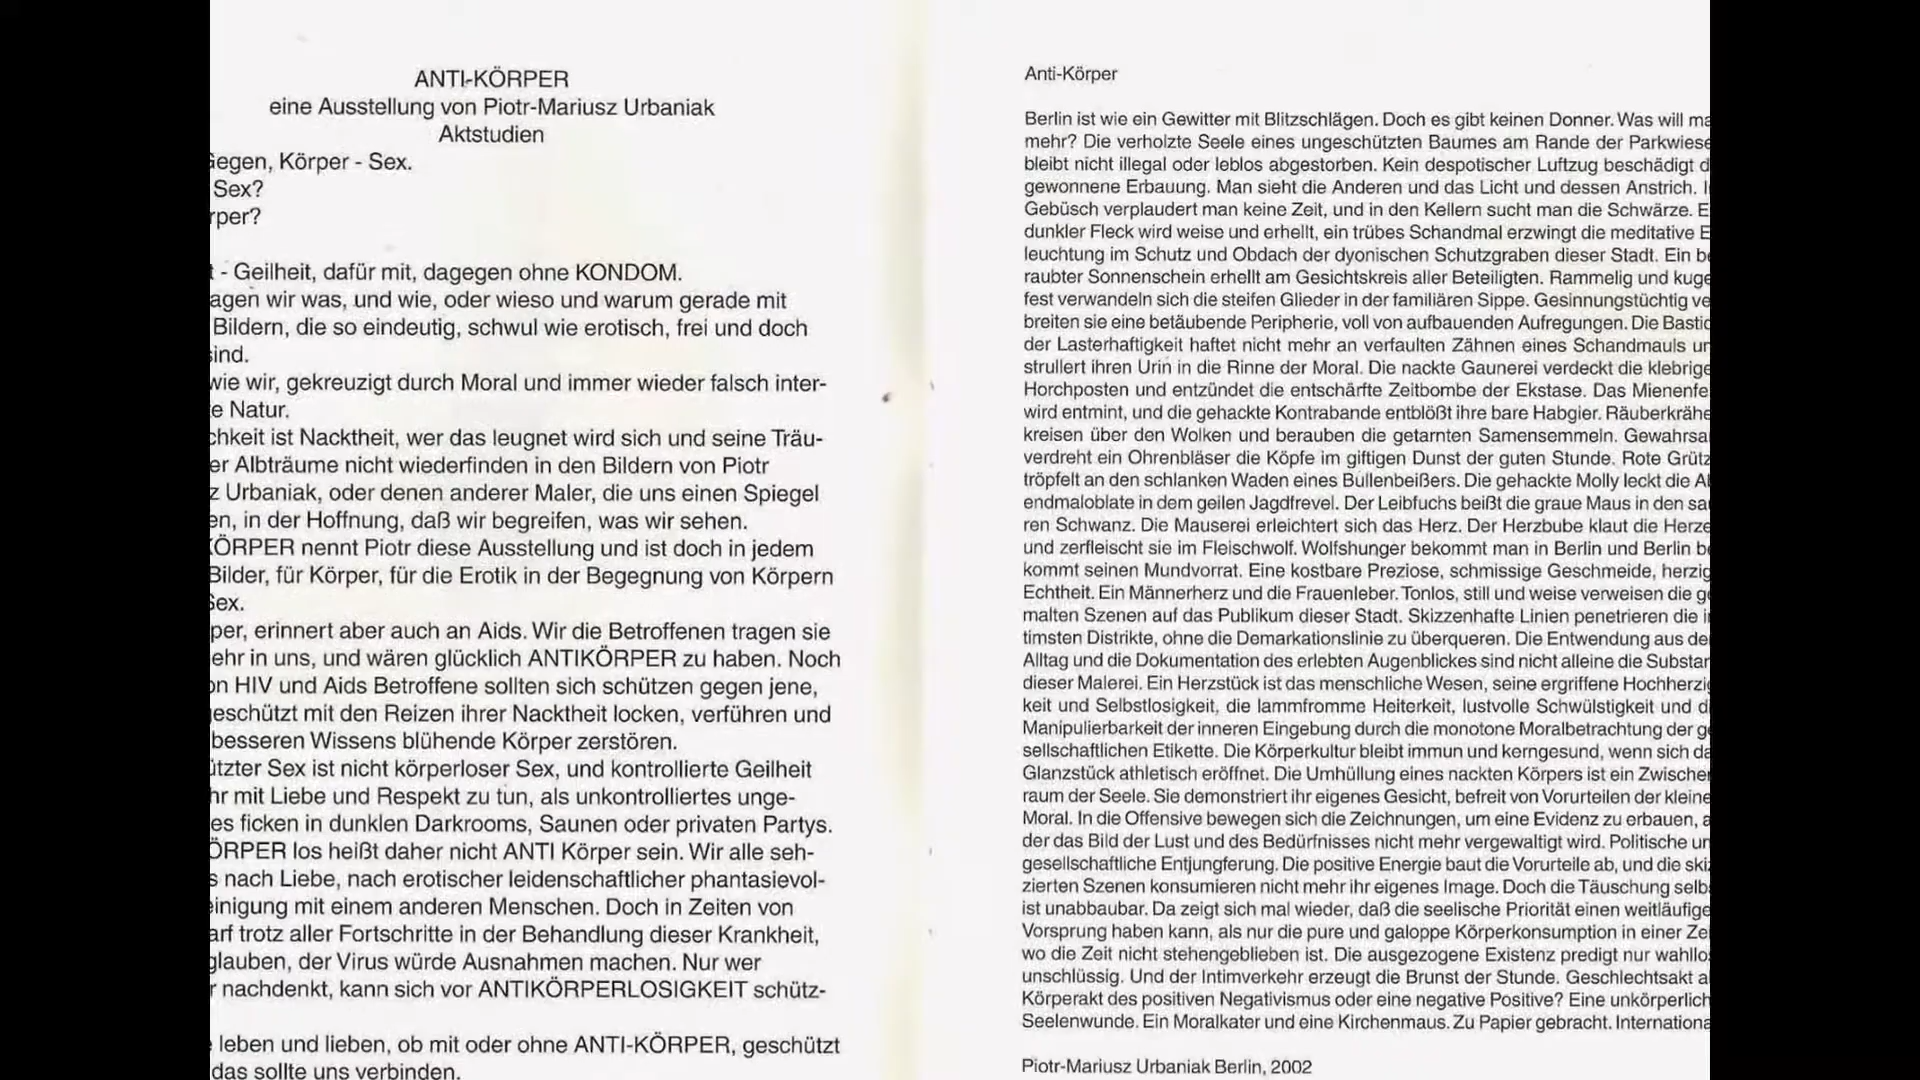 ANTI-KÖRPER
eine Ausstellung von Piotr-Mariusz Urbaniak
Aktstudien
Gegen, Körper - Sex.
Sex?
rper?
t - Geilheit, dafür mit, dagegen ohne KONDOM.
agen wir was, und wie, oder wieso und warum gerade mit
Bildern, die so eindeutig, schwul wie erotisch, frei und doch
sind.
wie wir, gekreuzigt durch Moral und immer wieder falsch inter-
e Natur.
chkeit ist Nacktheit, wer das leugnet wird sich und seine Träu-
er Albträume nicht wiederfinden in den Bildern von Piotr
z Urbaniak, oder denen anderer Maler, die uns einen Spiegel
en, in der Hoffnung, daß wir begreifen, was wir sehen.
KÖRPER nennt Piotr diese Ausstellung und ist doch in jedem
Bilder, für Körper, für die Erotik in der Begegnung von Körpern
Sex.
per, erinnert aber auch an Aids. Wir die Betroffenen tragen sie
ehr in uns, und wären glücklich ANTIKÖRPER zu haben. Noch
on HIV und Aids Betroffene sollten sich schützen gegen jene,
geschützt mit den Reizen ihrer Nacktheit locken, verführen und
besseren Wissens blühende Körper zerstören.
ützter Sex ist nicht körperloser Sex, und kontrollierte Geilheit
hr mit Liebe und Respekt zu tun, als unkontrolliertes unge-
es ficken in dunklen Darkrooms, Saunen oder privaten Partys.
ÖRPER los heißt daher nicht ANTI Körper sein. Wir alle seh-
s nach Liebe, nach erotischer leidenschaftlicher phantasievol-
einigung mit einem anderen Menschen. Doch in Zeiten von
arf trotz aller Fortschritte in der Behandlung dieser Krankheit,
glauben, der Virus würde Ausnahmen machen. Nur wer
r nachdenkt, kann sich vor ANTIKÖRPERLOSIGKEIT schütz-
e leben und lieben, ob mit oder ohne ANTI-KÖRPER, geschützt
das sollte uns verbinden.
Anti-Körper
Berlin ist wie ein Gewitter mit Blitzschlägen. Doch es gibt keinen Donner. Was will ma
mehr? Die verholzte Seele eines ungeschützten Baumes am Rande der Parkwiese
bleibt nicht illegal oder leblos abgestorben. Kein despotischer Luftzug beschädigt d
gewonnene Erbauung. Man sieht die Anderen und das Licht und dessen Anstrich. I
Gebüsch verplaudert man keine Zeit, und in den Kellern sucht man die Schwärze. E
dunkler Fleck wird weise und erhellt, ein trübes Schandmal erzwingt die meditative E
leuchtung im Schutz und Obdach der dyonischen Schutzgraben dieser Stadt. Ein be
raubter Sonnenschein erhellt am Gesichtskreis aller Beteiligten. Rammelig und kuge
fest verwandeln sich die steifen Glieder in der familiären Sippe. Gesinnungstüchtig ve
breiten sie eine betäubende Peripherie, voll von aufbauenden Aufregungen. Die Bastio
der Lasterhaftigkeit haftet nicht mehr an verfaulten Zähnen eines Schandmauls un
strullert ihren Urin in die Rinne der Moral. Die nackte Gaunerei verdeckt die klebrige
Horchposten und entzündet die entschärfte Zeitbombe der Ekstase. Das Mienenfe
wird entmint, und die gehackte Kontrabande entblößt ihre bare Habgier. Räuberkrähe
kreisen über den Wolken und berauben die getarnten Samensemmeln. Gewahrsa
verdreht ein Ohrenbläser die Köpfe im giftigen Dunst der guten Stunde. Rote Grütz
tröpfelt an den schlanken Waden eines Bullenbeißers. Die gehackte Molly leckt die A
endmaloblate in dem geilen Jagdfrevel. Der Leibfuchs beißt die graue Maus in den sa
ren Schwanz. Die Mauserei erleichtert sich das Herz. Der Herzbube klaut die Herze
und zerfleischt sie im Fleischwolf. Wolfshunger bekommt man in Berlin und Berlin be
kommt seinen Mundvorrat. Eine kostbare Preziose, schmissige Geschmeide, herzig
Echtheit. Ein Männerherz und die Frauenleber. Tonlos, still und weise verweisen die ge
malten Szenen auf das Publikum dieser Stadt. Skizzenhafte Linien penetrieren die i
timsten Distrikte, ohne die Demarkationslinie zu überqueren. Die Entwendung aus de
Alltag und die Dokumentation des erlebten Augenblickes sind nicht alleine die Substan
dieser Malerei. Ein Herzstück ist das menschliche Wesen, seine ergriffene Hochherzig
keit und Selbstlosigkeit, die lammfromme Heiterkeit, lustvolle Schwülstigkeit und d
Manipulierbarkeit der inneren Eingebung durch die monotone Moralbetrachtung der ge
sellschaftlichen Etikette. Die Körperkultur bleibt immun und kerngesund, wenn sich da
Glanzstück athletisch eröffnet. Die Umhüllung eines nackten Körpers ist ein Zwischen
raum der Seele. Sie demonstriert ihr eigenes Gesicht, befreit von Vorurteilen der kleine
Moral. In die Offensive bewegen sich die Zeichnungen, um eine Evidenz zu erbauen, a
der das Bild der Lust und des Bedürfnisses nicht mehr vergewaltigt wird. Politische un
gesellschaftliche Entjungferung. Die positive Energie baut die Vorurteile ab, und die ski
zierten Szenen konsumieren nicht mehr ihr eigenes Image. Doch die Täuschung selb
ist unabbaubar. Da zeigt sich mal wieder, daß die seelische Priorität einen weitläufige
Vorsprung haben kann, als nur die pure und galoppe Körperkonsumption in einer Ze
wo die Zeit nicht stehengeblieben ist. Die ausgezogene Existenz predigt nur wahllo
unschlüssig. Und der Intimverkehr erzeugt die Brunst der Stunde. Geschlechtsakt a
Körperakt des positiven Negativismus oder eine negative Positive? Eine unkörperlich
Seelenwunde. Ein Moralkater und eine Kirchenmaus. Zu Papier gebracht. Internationa
Piotr-Mariusz Urbaniak Berlin, 2002